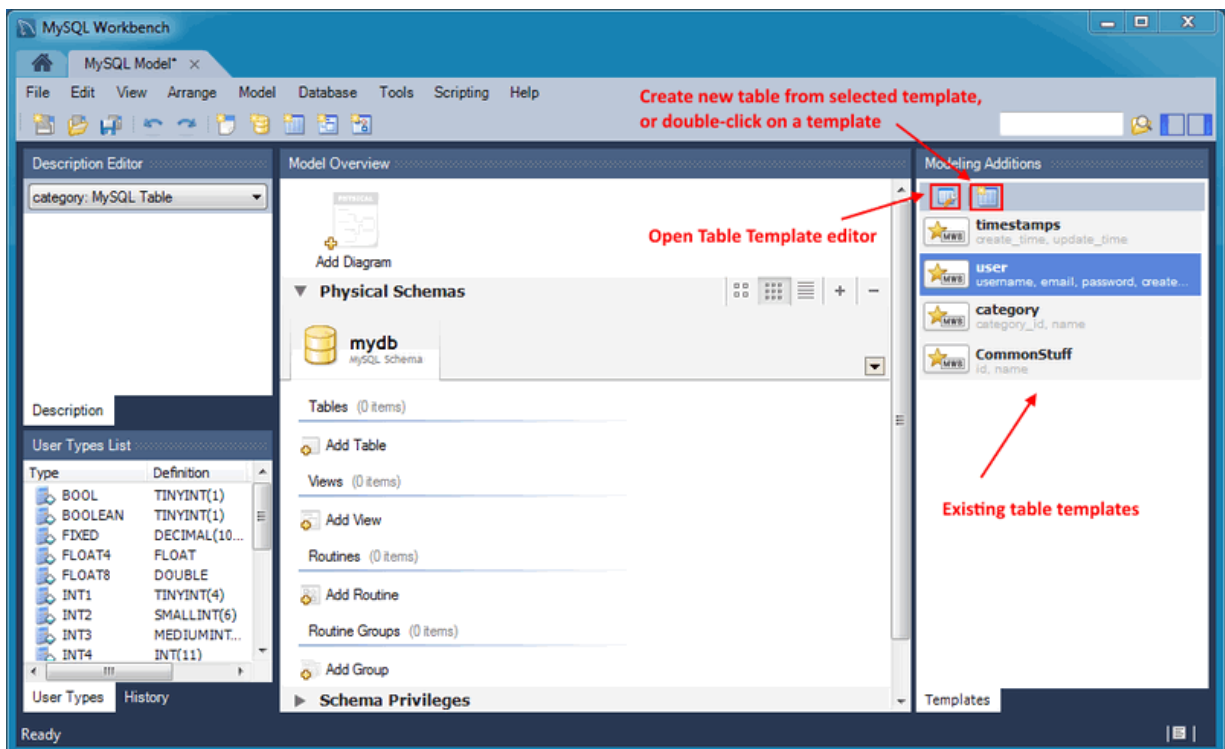 MySQL Workbench
MySQL Model*
File Edit View Arrange Model Database Tools Scripting Help
Create new table from selected template,
or double-click on a template
Description Editor
category: MySQL Table
Description
User Types List
Type Definition
BOOL TINYINT(1)
BOOLEAN TINYINT(1)
FIXED DECIMAL(10...
FLOAT4 FLOAT
FLOAT8 DOUBLE
INT1 TINYINT(4)
INT2 SMALLINT(6)
INT3 MEDIUMINT...
INT4 INT(11)
User Types History
Model Overview
PHYSICAL
Add Diagram
Open Table Template editor
Physical Schemas
mydb
MySQL Schema
Tables (0 items)
Add Table
Views (0 items)
Add View
Routines (0 items)
Add Routine
Routine Groups (0 items)
Add Group
Schema Privileges
Modeling Additions
MWB
timestamps
create_time, update_time
MWB
user
username, email, password, create...
MWB
category
category_id, name
MWB
CommonStuff
id, name
Existing table templates
Templates
Ready